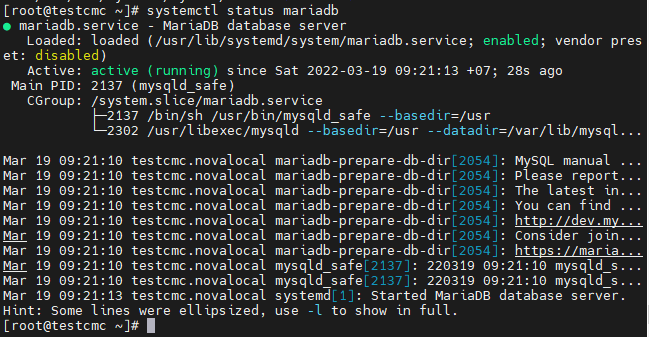 [root@testcmc ~]# systemctl status mariadb
● mariadb.service - MariaDB database server
Loaded: loaded (/usr/lib/systemd/system/mariadb.service; enabled; vendor pres
et: disabled)
Active: active (running) since Sat 2022-03-19 09:21:13 +07; 28s ago
Main PID: 2137 (mysqld_safe)
CGroup: /system.slice/mariadb.service
├─2137 /bin/sh /usr/bin/mysqld_safe --basedir=/usr
└─2302 /usr/libexec/mysqld --basedir=/usr --datadir=/var/lib/mysql...
Mar 19 09:21:10 testcmc.novalocal mariadb-prepare-db-dir[2054]: MySQL manual ...
Mar 19 09:21:10 testcmc.novalocal mariadb-prepare-db-dir[2054]: Please report...
Mar 19 09:21:10 testcmc.novalocal mariadb-prepare-db-dir[2054]: The latest in...
Mar 19 09:21:10 testcmc.novalocal mariadb-prepare-db-dir[2054]: You can find ...
Mar 19 09:21:10 testcmc.novalocal mariadb-prepare-db-dir[2054]: http://dev.my...
Mar 19 09:21:10 testcmc.novalocal mariadb-prepare-db-dir[2054]: Consider join...
Mar 19 09:21:10 testcmc.novalocal mariadb-prepare-db-dir[2054]: https://maria...
Mar 19 09:21:10 testcmc.novalocal mysqld_safe[2137]: 220319 09:21:10 mysqld_s...
Mar 19 09:21:10 testcmc.novalocal mysqld_safe[2137]: 220319 09:21:10 mysqld_s...
Mar 19 09:21:13 testcmc.novalocal systemd[1]: Started MariaDB database server.
Hint: Some lines were ellipsized, use -l to show in full.
[root@testcmc ~]#